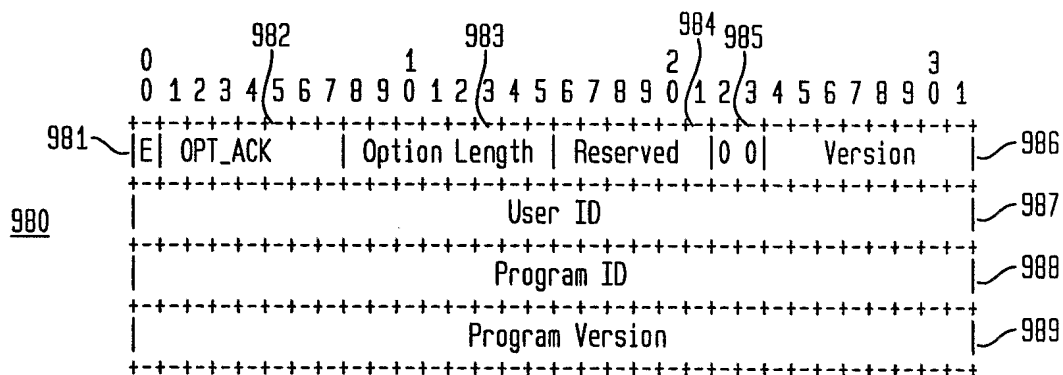 982 983 984 985
0 1 2 3
0 1 2 3 4 5 6 7 8 9 0 1 2 3 4 5 6 7 8 9 0 1 2 3 4 5 6 7 8 9 0 1
981 |E| OPT_ACK | Option Length | Reserved |0 0| Version | 986
User ID 987
980
Program ID 988
Program Version 989